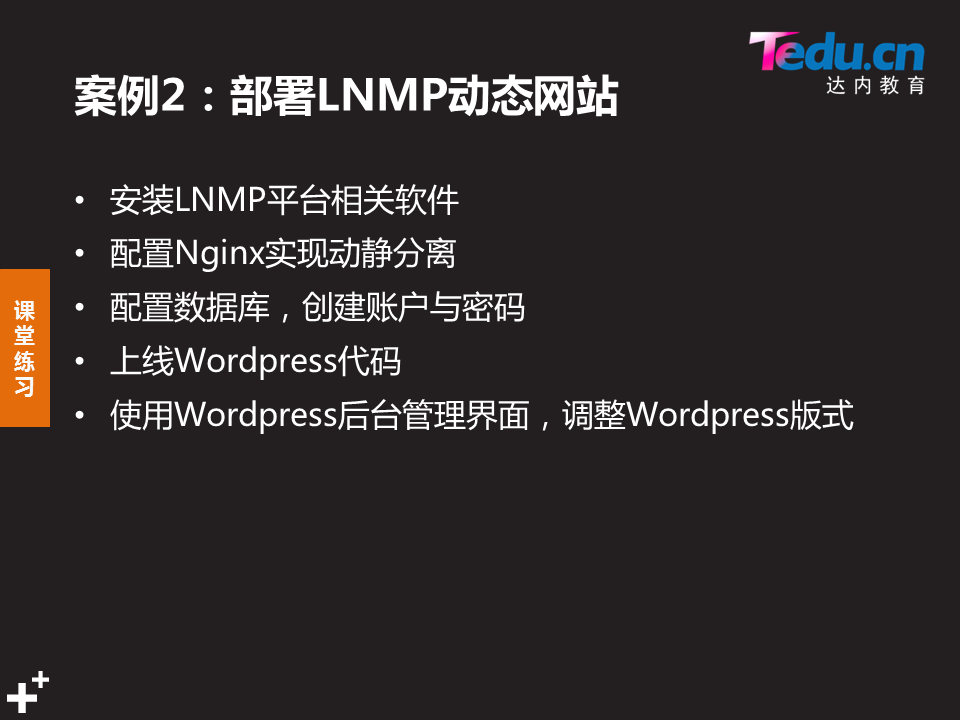 Tedu.cn
达内教育
案例2：部署LNMP动态网站
• 安装LNMP平台相关软件
• 配置Nginx实现动静分离
• 配置数据库，创建账户与密码
• 上线Wordpress代码
• 使用Wordpress后台管理界面，调整Wordpress版式
课
堂
练
习